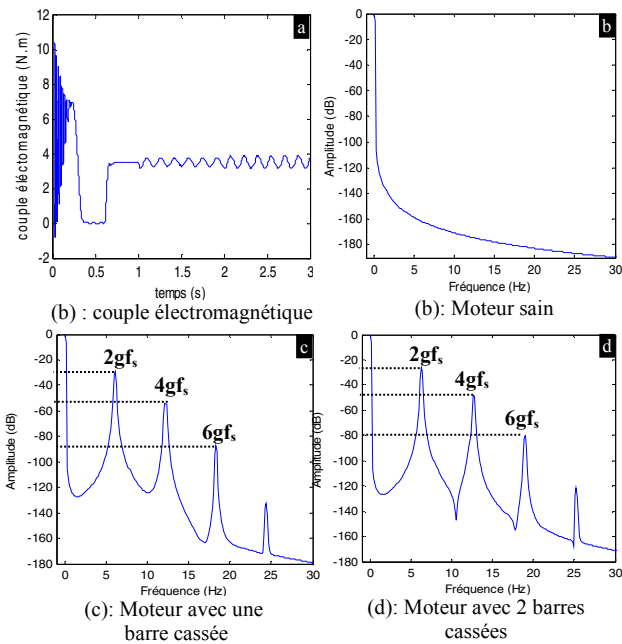 a
couple éléctomagnétique (N.m)
12
10
8
6
4
2
0
-2
0
0.5
1
1.5
2
2.5
3
temps (s)
(b) : couple électromagnétique
b
Amplitude (dB)
0
-20
-40
-60
-80
-100
-120
-140
-160
-180
0
5
10
15
20
25
30
Fréquence (Hz)
(b): Moteur sain
c
Amplitude (dB)
0
-20
-40
-60
-80
-100
-120
-140
-160
-180
2gfs
4gfs
6gfs
0
5
10
15
20
25
30
Fréquence (Hz)
(c): Moteur avec une
barre cassée
d
Amplitude (dB)
0
-20
-40
-60
-80
-100
-120
-140
-160
-180
2gfs
4gfs
6gfs
0
5
10
15
20
25
30
Fréquence (Hz)
(d): Moteur avec 2 barres
cassées